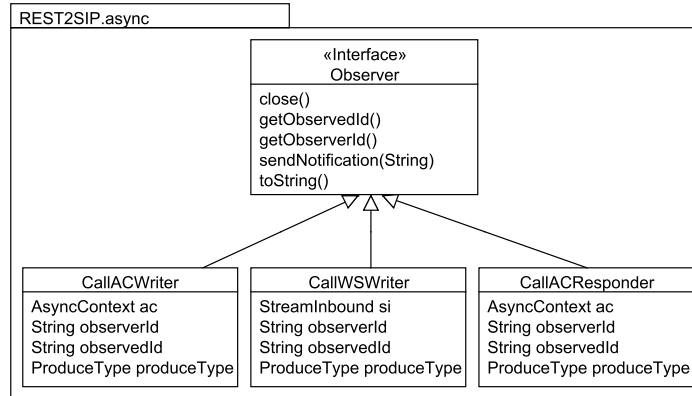 REST2SIP.async
«Interface»
Observer
close()
getObservedId()
getObserverId()
sendNotification(String)
toString()
CallACWriter
AsyncContext ac
String observerId
String observedId
ProduceType produceType
CallWSWriter
StreamInbound si
String observerId
String observedId
ProduceType produceType
CallACResponder
AsyncContext ac
String observerId
String observedId
ProduceType produceType